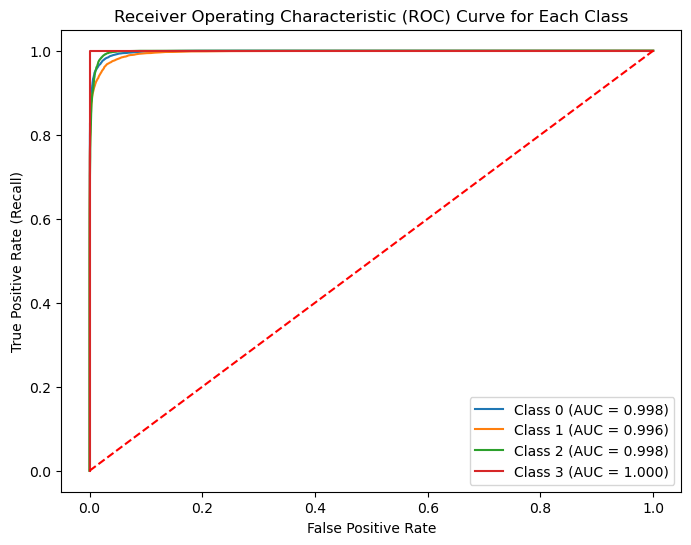 Receiver Operating Characteristic (ROC) Curve for Each Class
True Positive Rate (Recall)
1.0
0.8
0.6
0.4
0.2
0.0
Class 0 (AUC = 0.998)
Class 1 (AUC = 0.996)
Class 2 (AUC = 0.998)
Class 3 (AUC = 1.000)
0.0 0.2 0.4 0.6 0.8 1.0
False Positive Rate